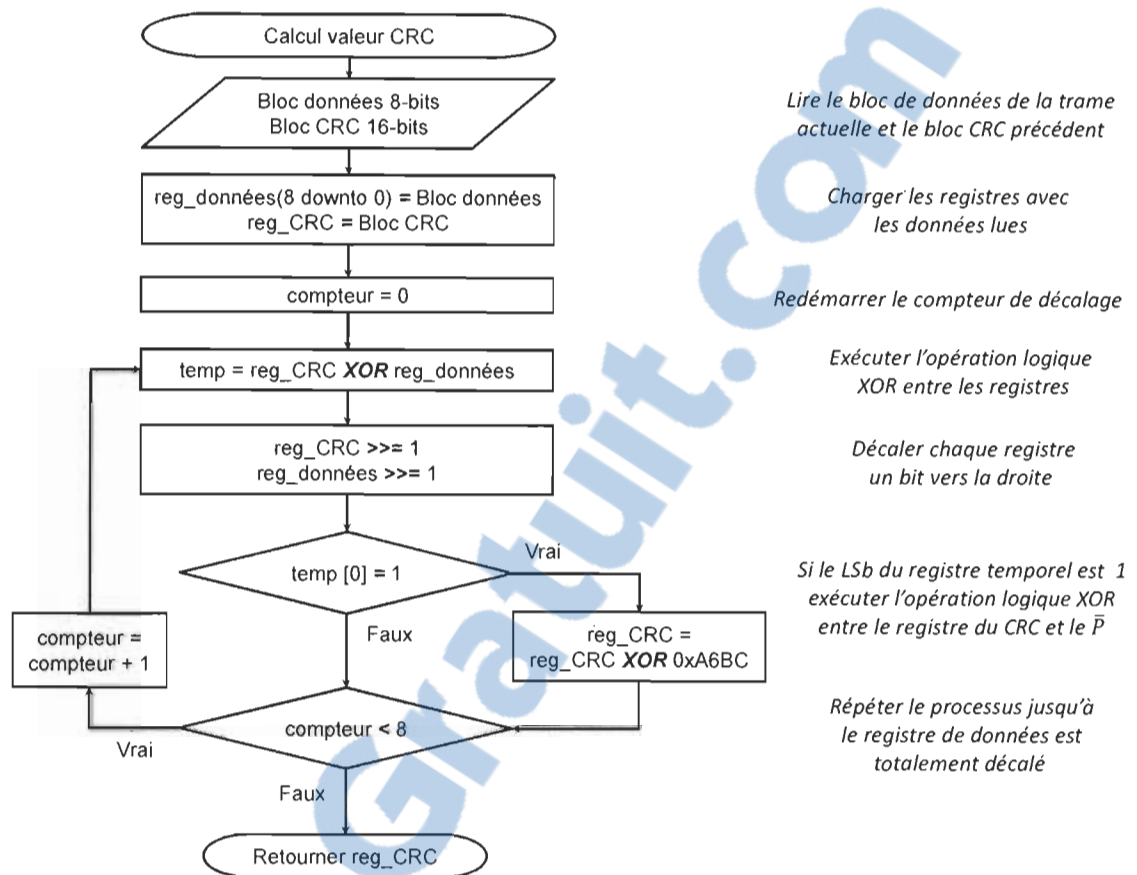 Calcul valeur CRC
Bloc données 8-bits
Bloc CRC 16-bits
Lire le bloc de données de la trame
actuelle et le bloc CRC précédent
reg_données(8 downto 0) = Bloc données
reg_CRC = Bloc CRC
Charger les registres avec
les données lues
compteur = 0
Redémarrer le compteur de décalage
temp = reg_CRC XOR reg_données
Exécuter l'opération logique
XOR entre les registres
reg_CRC >>= 1
reg_données >>= 1
Décaler chaque registre
un bit vers la droite
temp [0] = 1
Vrai
Faux
Si le LSb du registre temporel est 1
exécuter l'opération logique XOR
entre le registre du CRC et le P̅
reg_CRC =
reg_CRC XOR 0xA6BC
compteur =
compteur + 1
compteur < 8
Vrai
Faux
Répéter le processus jusqu'à
le registre de données est
totalement décalé
Retourner reg_CRC
Gratuit.com